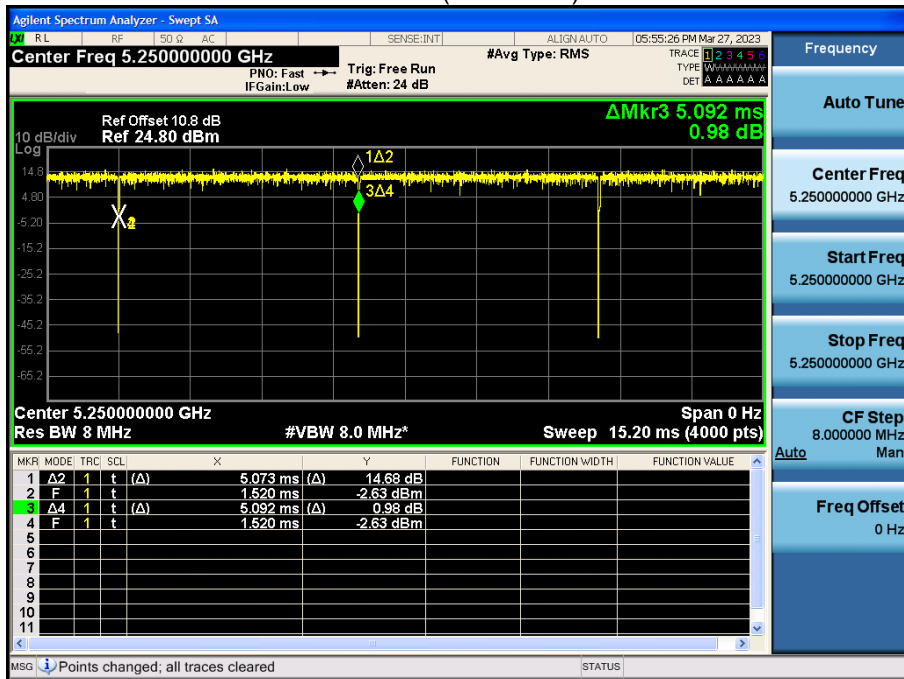 Agilent Spectrum Analyzer - Swept SA
LXI RL RF 50 Ω AC SENSE:INT ALIGN AUTO 05:55:26 PM Mar 27, 2023
Center Freq 5.250000000 GHz #Avg Type: RMS TRACE 1 2 3 4 5 6
PNO: Fast Trig: Free Run TYPE
IFGain:Low #Atten: 24 dB DET A A A A A A
Frequency
Auto Tune
Center Freq
5.250000000 GHz
Start Freq
5.250000000 GHz
Stop Freq
5.250000000 GHz
CF Step
8.000000 MHz
Auto Man
Freq Offset
0 Hz
ΔMkr3 5.092 ms
0.98 dB
Ref Offset 10.8 dB
10 dB/div Ref 24.80 dBm
Log
14.8
4.80
-5.20
-15.2
-25.2
-35.2
-45.2
-55.2
-65.2
1Δ2
3Δ4
Center 5.250000000 GHz Span 0 Hz
Res BW 8 MHz #VBW 8.0 MHz* Sweep 15.20 ms (4000 pts)
MKR MODE TRC SCL X Y FUNCTION FUNCTION WIDTH FUNCTION VALUE
1 Δ2 1 t (Δ) 5.073 ms (Δ) 14.68 dB
2 F 1 t 1.520 ms -2.63 dBm
3 Δ4 1 t (Δ) 5.092 ms (Δ) 0.98 dB
4 F 1 t 1.520 ms -2.63 dBm
5
6
7
8
9
10
11
MSG Points changed; all traces cleared STATUS